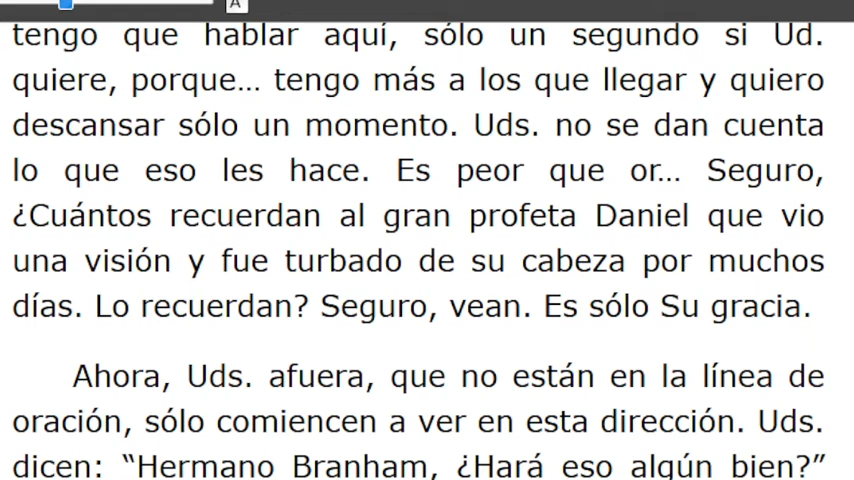 A
tengo que hablar aquí, sólo un segundo si Ud.
quiere, porque… tengo más a los que llegar y quiero
descansar sólo un momento. Uds. no se dan cuenta
lo que eso les hace. Es peor que or… Seguro,
¿Cuántos recuerdan al gran profeta Daniel que vio
una visión y fue turbado de su cabeza por muchos
días. Lo recuerdan? Seguro, vean. Es sólo Su gracia.
Ahora, Uds. afuera, que no están en la línea de
oración, sólo comiencen a ver en esta dirección. Uds.
dicen: “Hermano Branham, ¿Hará eso algún bien?”